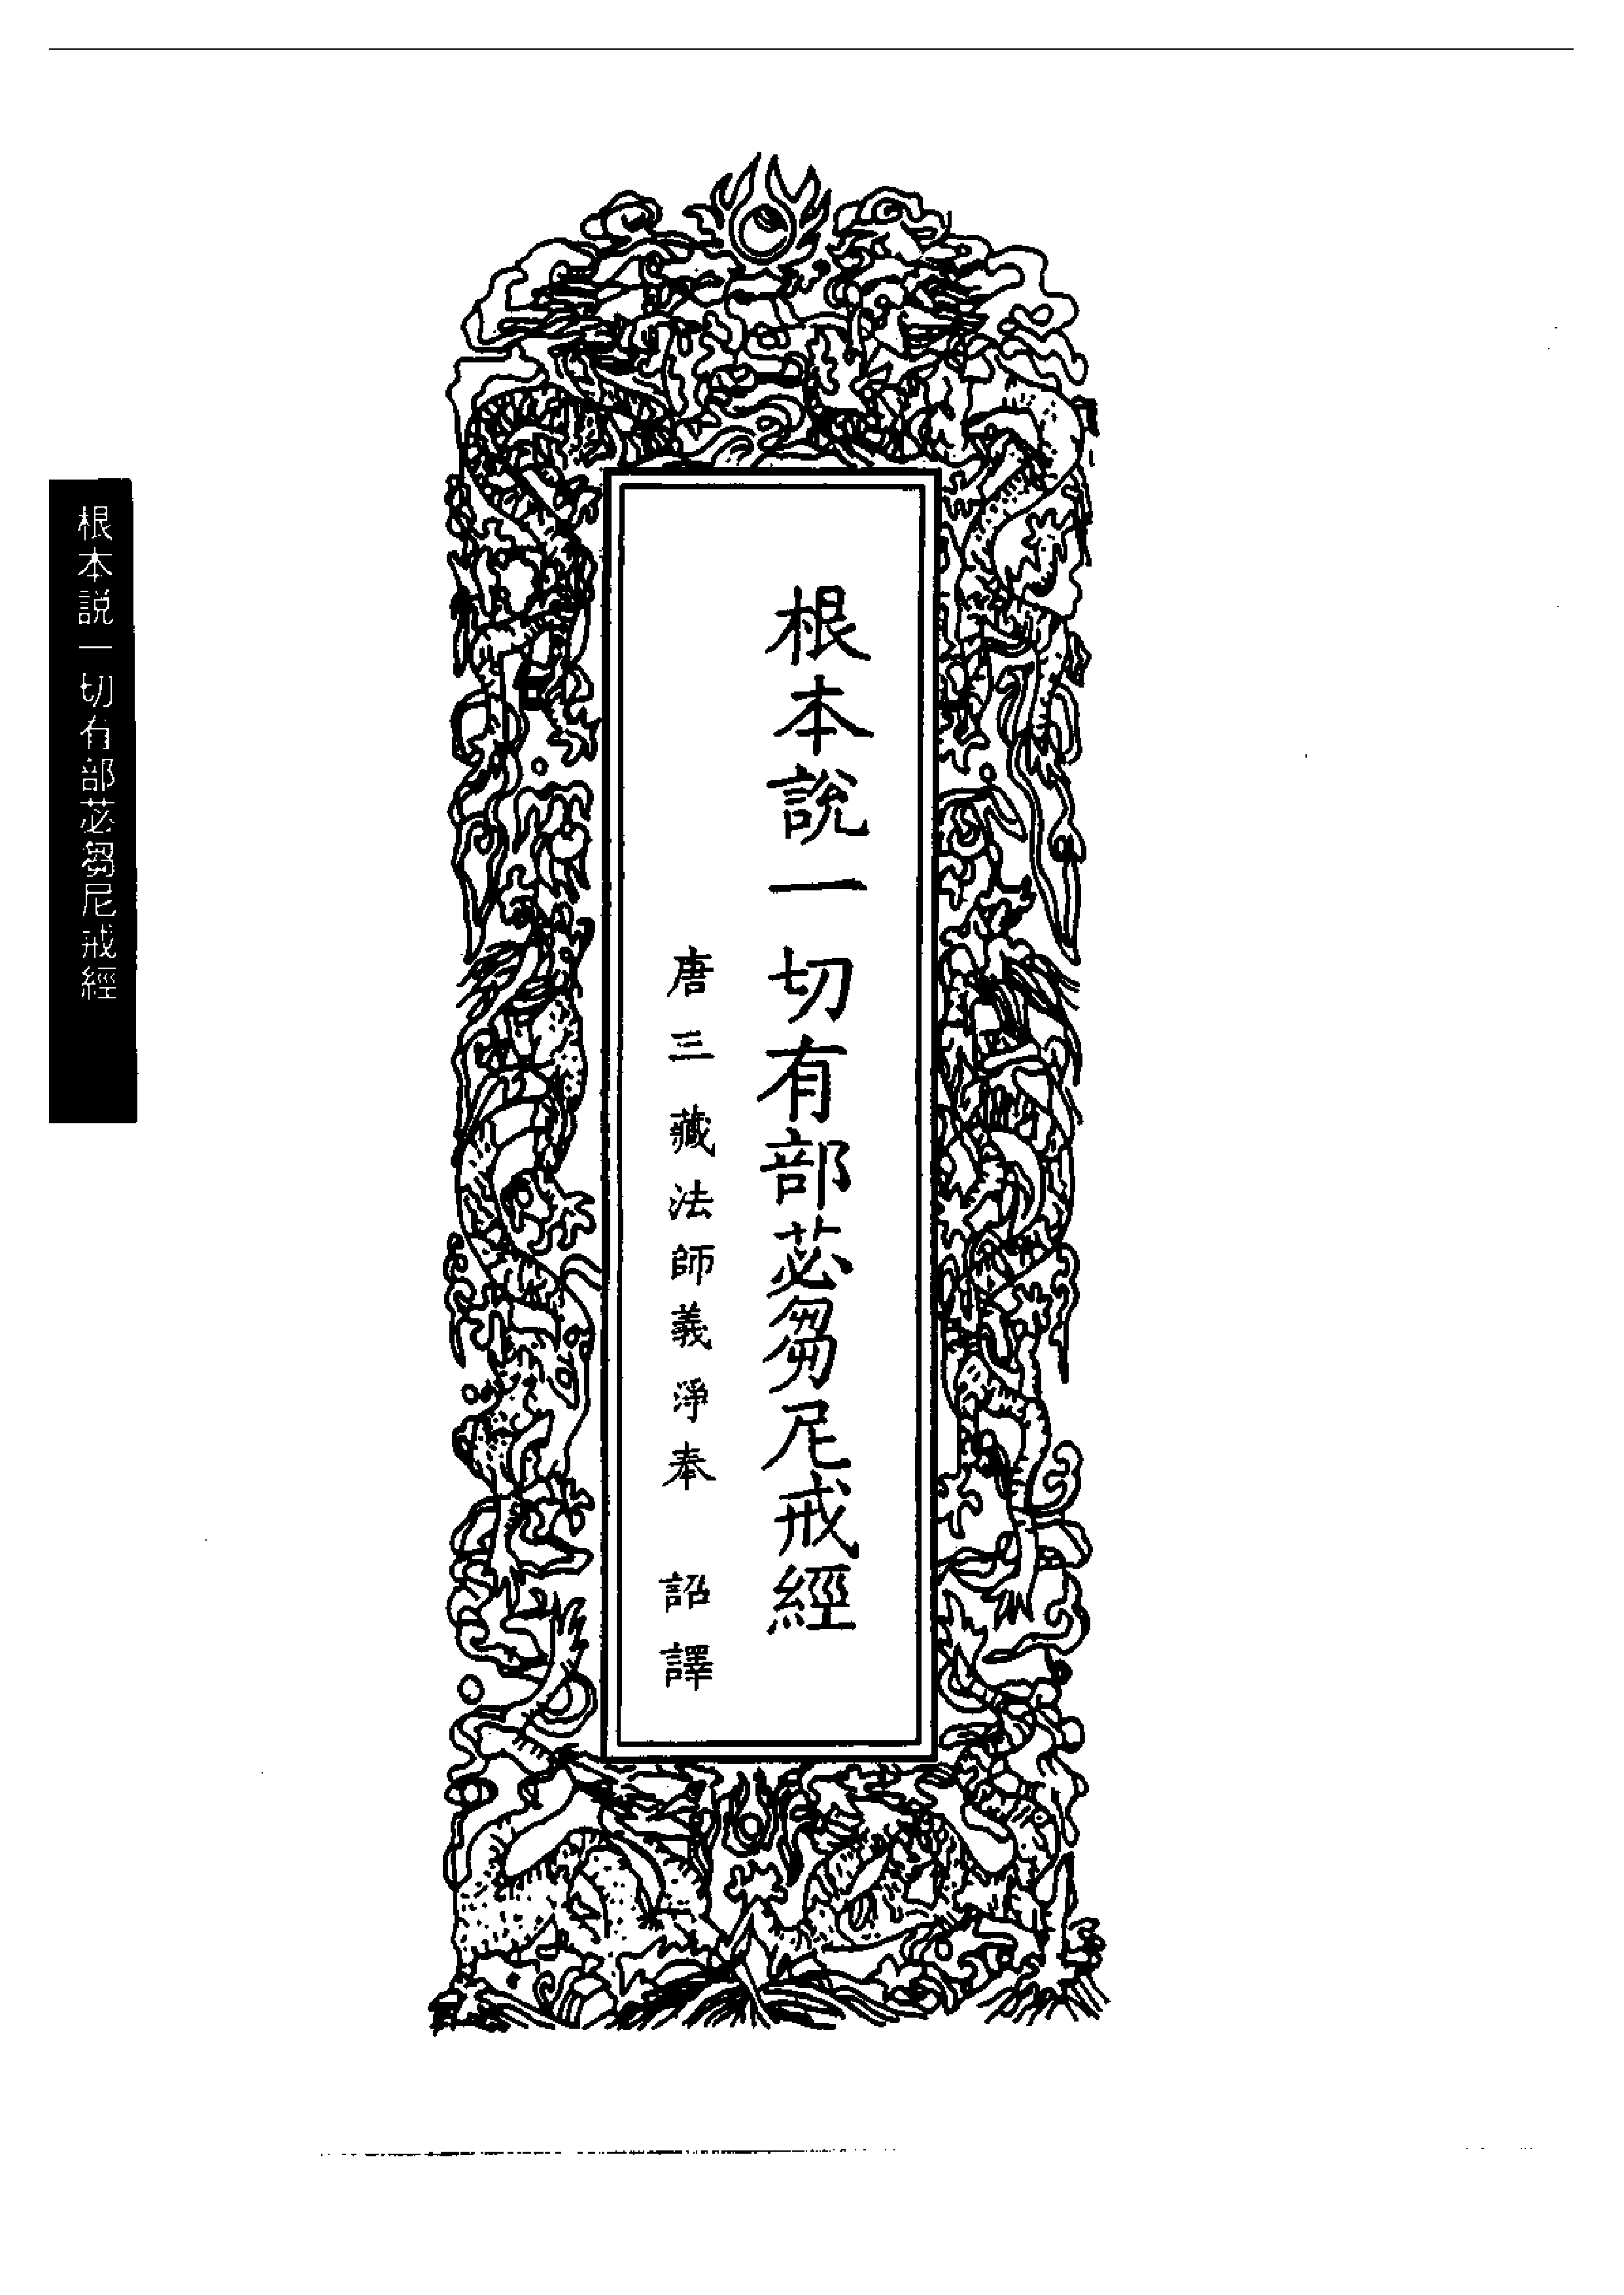 根本說一切有部苾芻尼戒經
唐三藏法師義淨奉　詔譯
根本說一切有部苾芻尼戒經